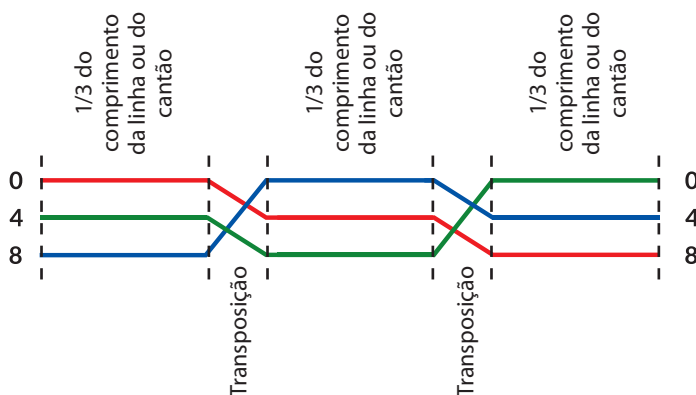 1/3 do
comprimento
da linha ou do
cantão
1/3 do
comprimento
da linha ou do
cantão
1/3 do
comprimento
da linha ou do
cantão
0
4
8
0
4
8
Transposição
Transposição